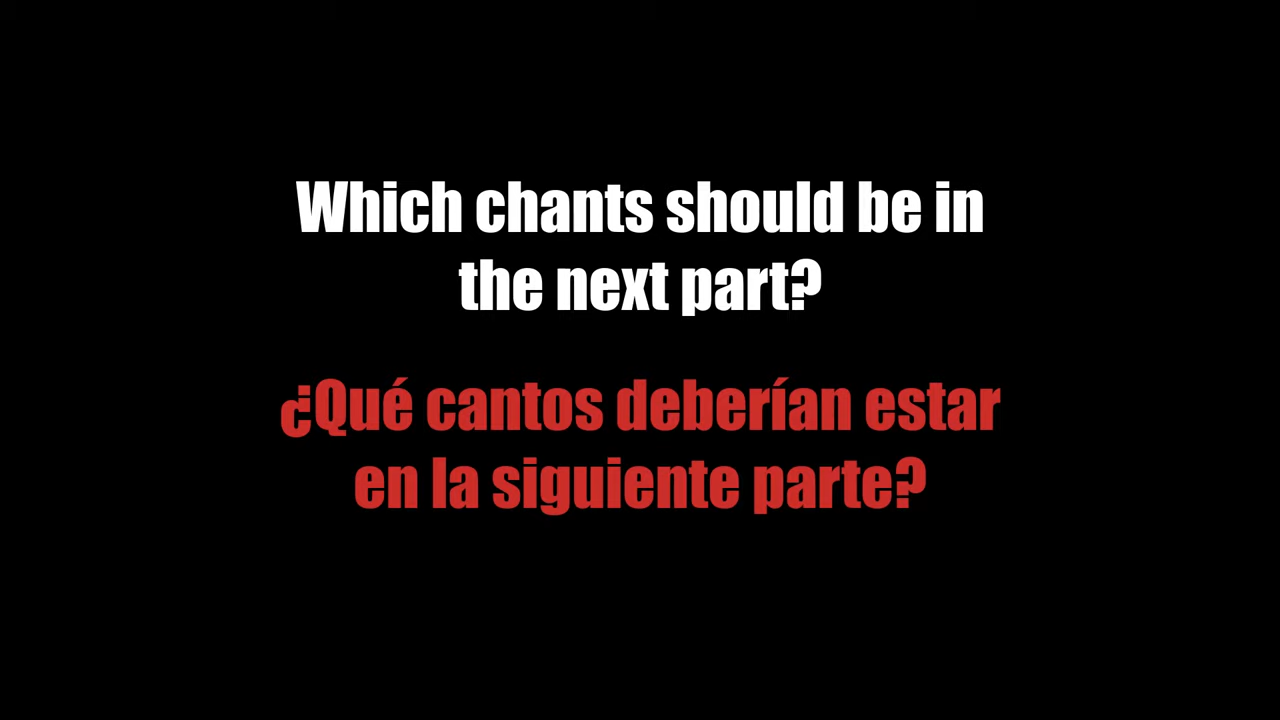 Which chants should be in
the next part?
¿Qué cantos deberían estar
en la siguiente parte?